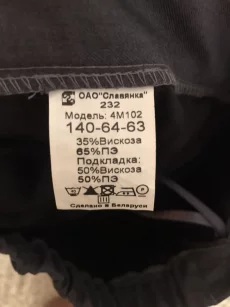 ОАО"Славянка"
232
Модель: 4М102
140-64-63
35%Вискоза
65%ПЭ
Подкладка:
50%Вискоза
50%ПЭ
Сделано в Беларуси